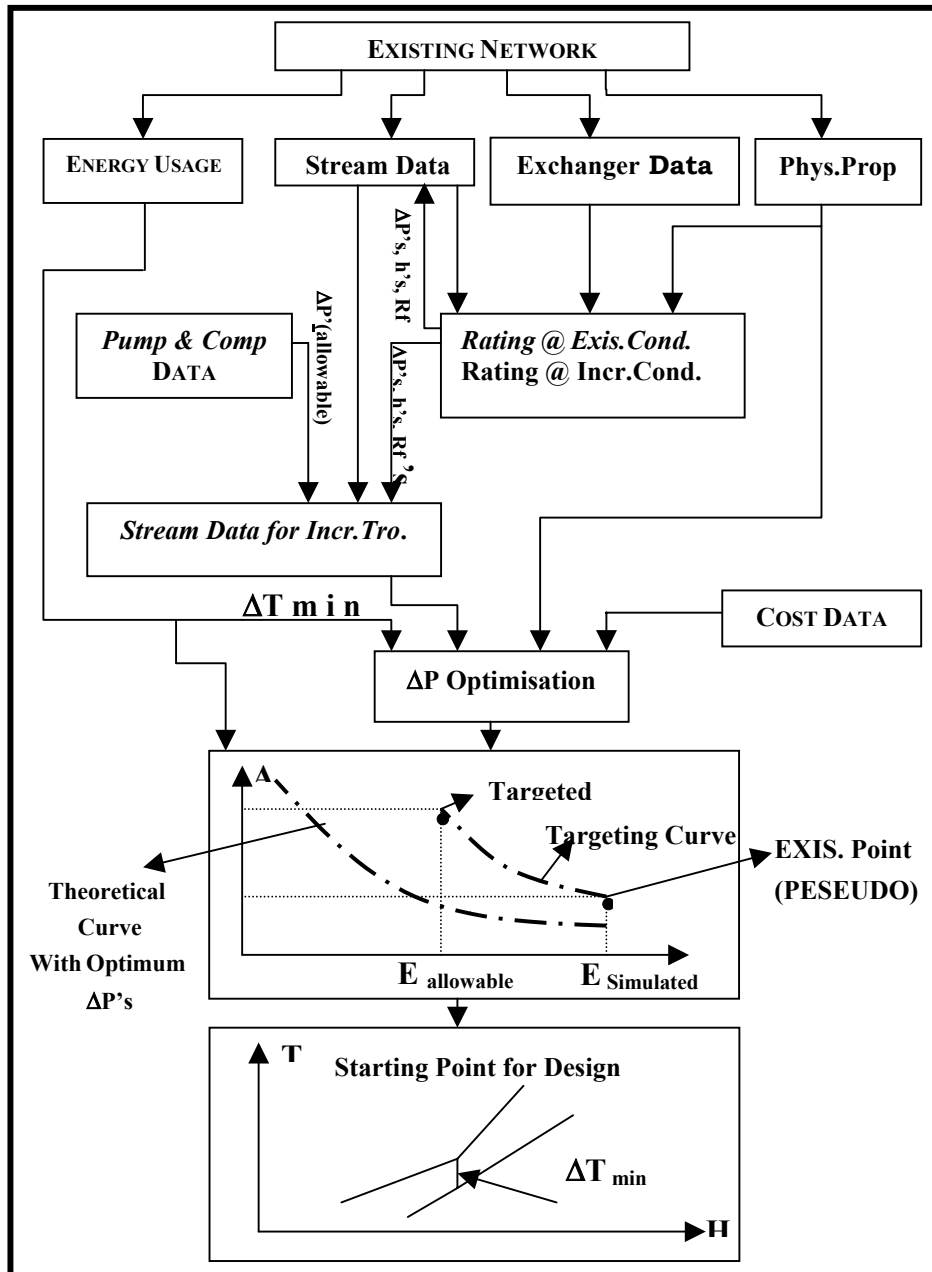 EXISTING NETWORK
ENERGY USAGE
Stream Data
Exchanger Data
Phys.Prop
ΔP's, h's, Rf
Pump & Comp
DATA
ΔP'(allowable)
Rating @ Exis.Cond.
Rating @ Incr.Cond.
ΔP's, h's, Rf 's
Stream Data for Incr.Tro.
ΔT m i n
COST DATA
ΔP Optimisation
A
Targeted
Targeting Curve
EXIS. Point
(PESEUDO)
Theoretical
Curve
With Optimum
ΔP's
E allowable
E Simulated
T
Starting Point for Design
ΔT min
H